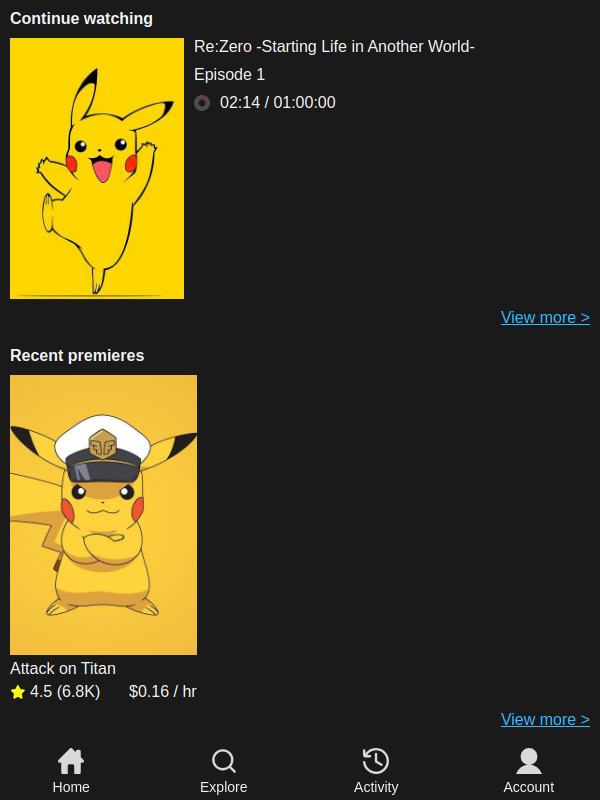 Continue watching
Re:Zero -Starting Life in Another World-
Episode 1
02:14 / 01:00:00
View more >
Recent premieres
Attack on Titan
4.5 (6.8K) $0.16 / hr
View more >
Home Explore Activity Account